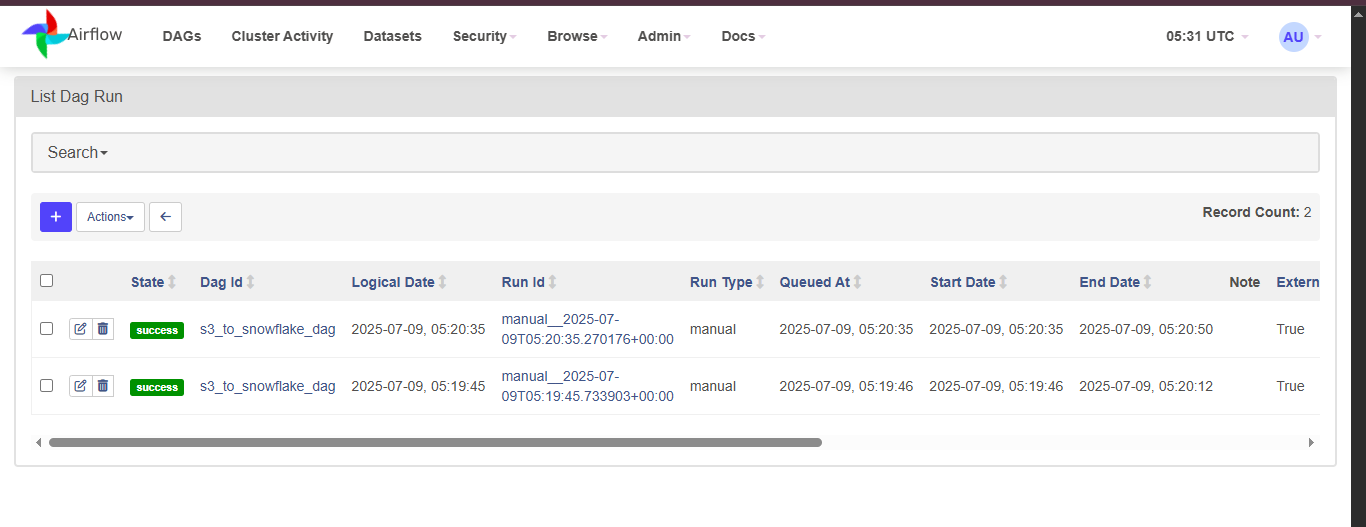 Airflow DAGs Cluster Activity Datasets Security Browse Admin Docs 05:31 UTC AU
List Dag Run
Search
+ Actions Record Count: 2
State Dag Id Logical Date Run Id Run Type Queued At Start Date End Date Note Extern
success s3_to_snowflake_dag 2025-07-09, 05:20:35 manual__2025-07- manual 2025-07-09, 05:20:35 2025-07-09, 05:20:35 2025-07-09, 05:20:50 True
09T05:20:35.270176+00:00
success s3_to_snowflake_dag 2025-07-09, 05:19:45 manual__2025-07- manual 2025-07-09, 05:19:46 2025-07-09, 05:19:46 2025-07-09, 05:20:12 True
09T05:19:45.733903+00:00